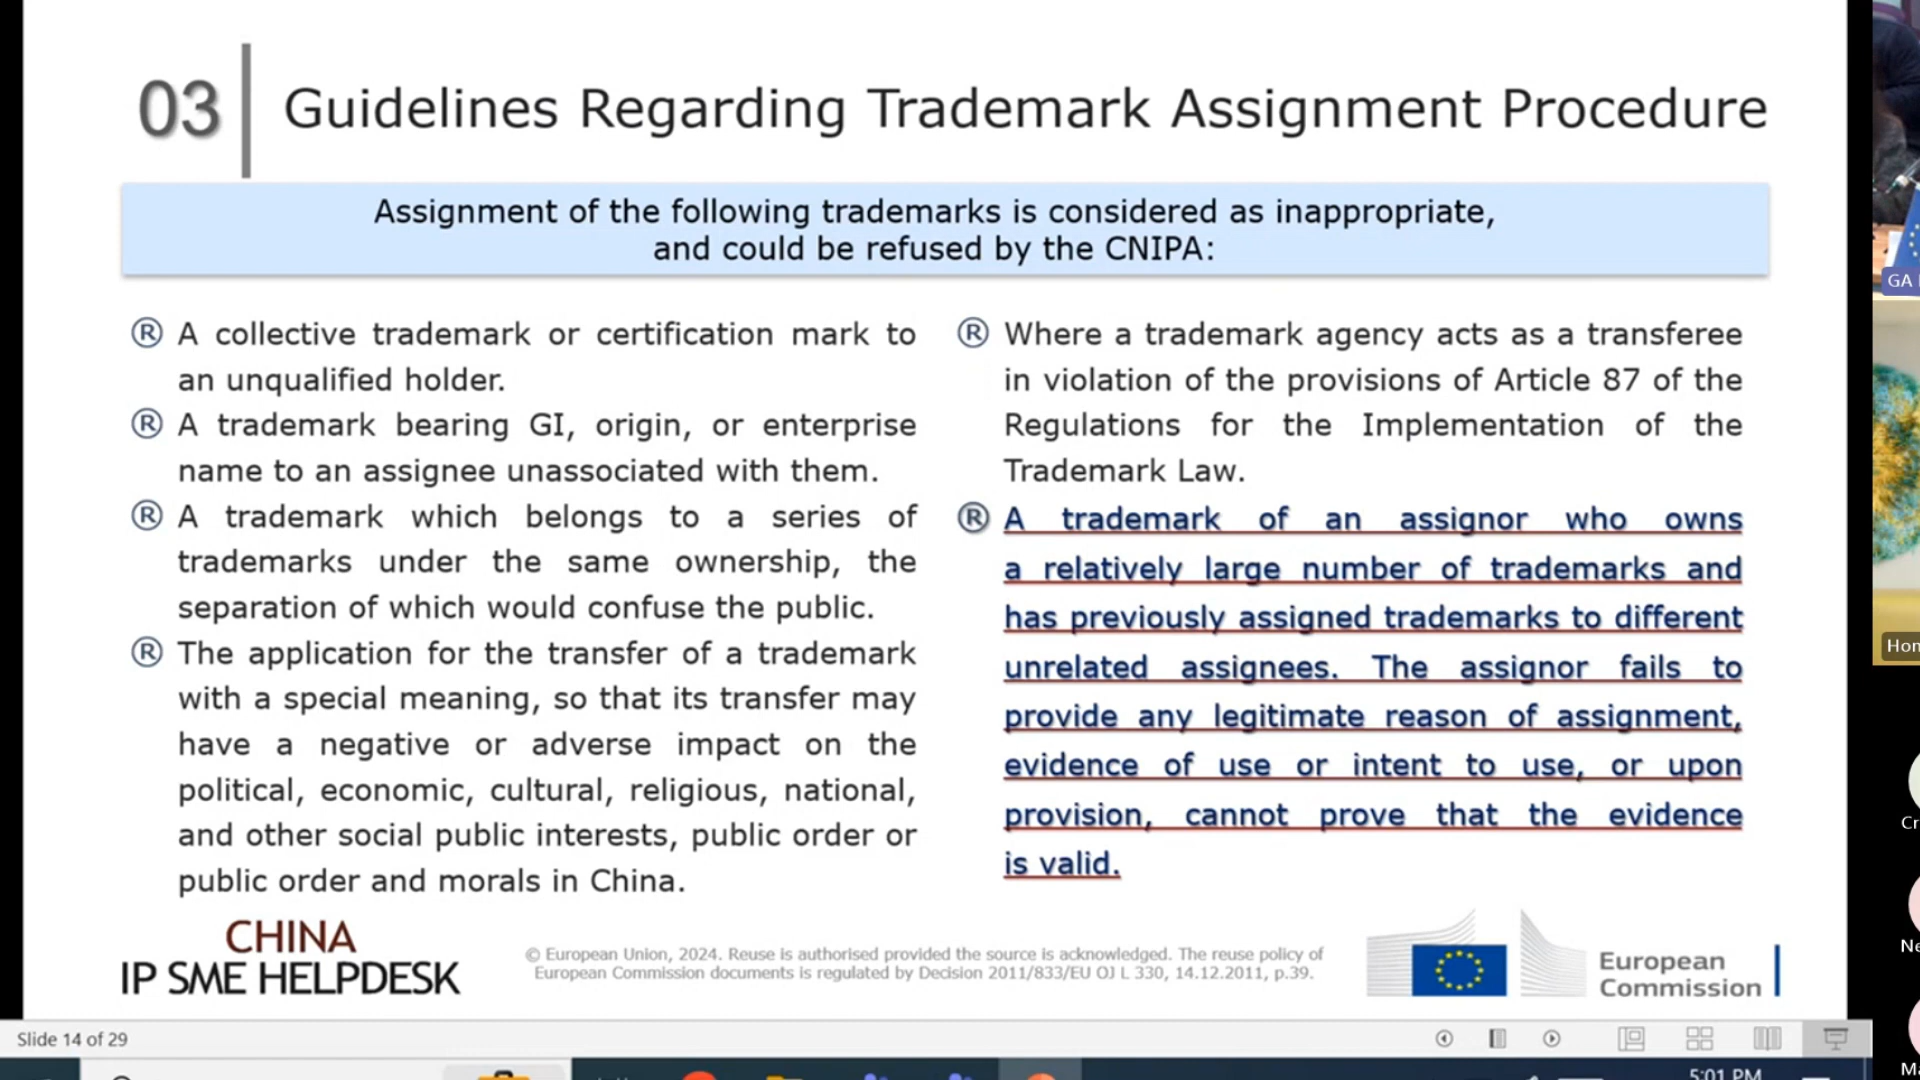 03
Guidelines Regarding Trademark Assignment Procedure
Assignment of the following trademarks is considered as inappropriate,
and could be refused by the CNIPA:
® A collective trademark or certification mark to
an unqualified holder.
® A trademark bearing GI, origin, or enterprise
name to an assignee unassociated with them.
® A trademark which belongs to a series of
trademarks under the same ownership, the
separation of which would confuse the public.
® The application for the transfer of a trademark
with a special meaning, so that its transfer may
have a negative or adverse impact on the
political, economic, cultural, religious, national,
and other social public interests, public order or
public order and morals in China.
® Where a trademark agency acts as a transferee
in violation of the provisions of Article 87 of the
Regulations for the Implementation of the
Trademark Law.
® A trademark of an assignor who owns
a relatively large number of trademarks and
has previously assigned trademarks to different
unrelated assignees. The assignor fails to
provide any legitimate reason of assignment,
evidence of use or intent to use, or upon
provision, cannot prove that the evidence
is valid.
CHINA
IP SME HELPDESK
© European Union, 2024. Reuse is authorised provided the source is acknowledged. The reuse policy of
European Commission documents is regulated by Decision 2011/833/EU OJ L 330, 14.12.2011, p.39.
European
Commission
GA
Hon
Cr
Ne
Ma
Slide 14 of 29
5:01 PM